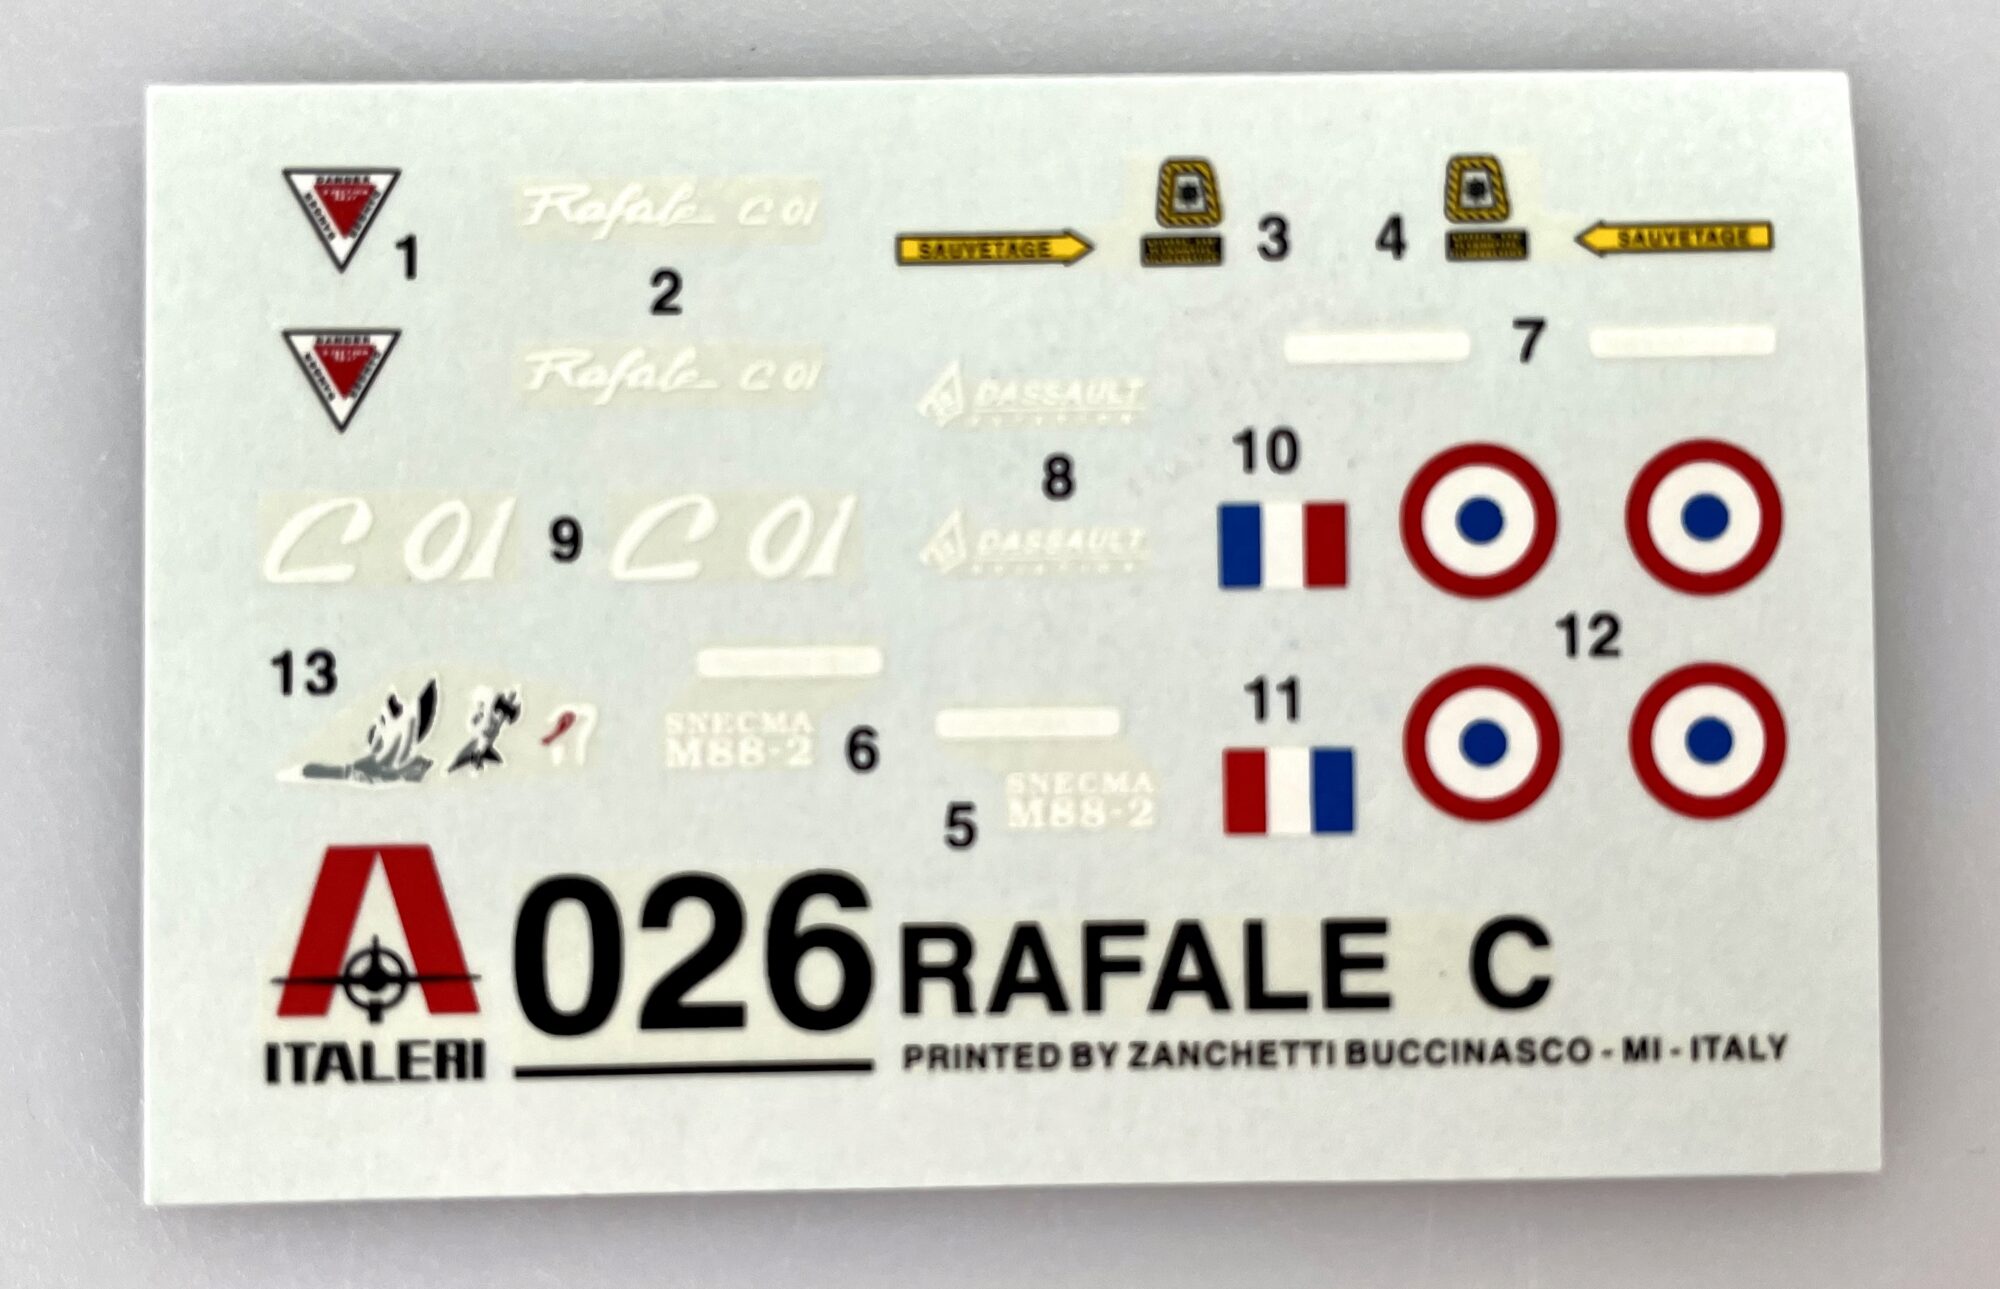 1
Rafale C 01
2
SAUVETAGE
3
4
SAUVETAGE
Rafale C 01
7
DASSAULT
AVIATION
8
10
C 01
9
C 01
DASSAULT
AVIATION
12
13
SNECMA
M88-2
6
11
SNECMA
M88-2
5
ITALERI
026
RAFALE C
PRINTED BY ZANCHETTI BUCCINASCO - MI - ITALY